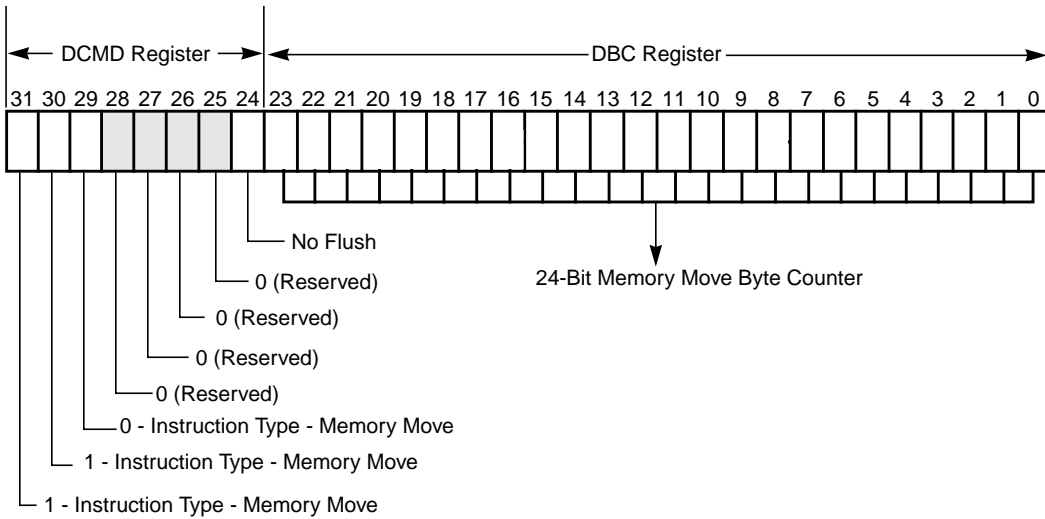 DCMD Register
DBC Register
31 30 29 28 27 26 25 24 23 22 21 20 19 18 17 16 15 14 13 12 11 10 9 8 7 6 5 4 3 2 1 0
No Flush
0 (Reserved)
24-Bit Memory Move Byte Counter
0 (Reserved)
0 (Reserved)
0 (Reserved)
0 - Instruction Type - Memory Move
1 - Instruction Type - Memory Move
1 - Instruction Type - Memory Move